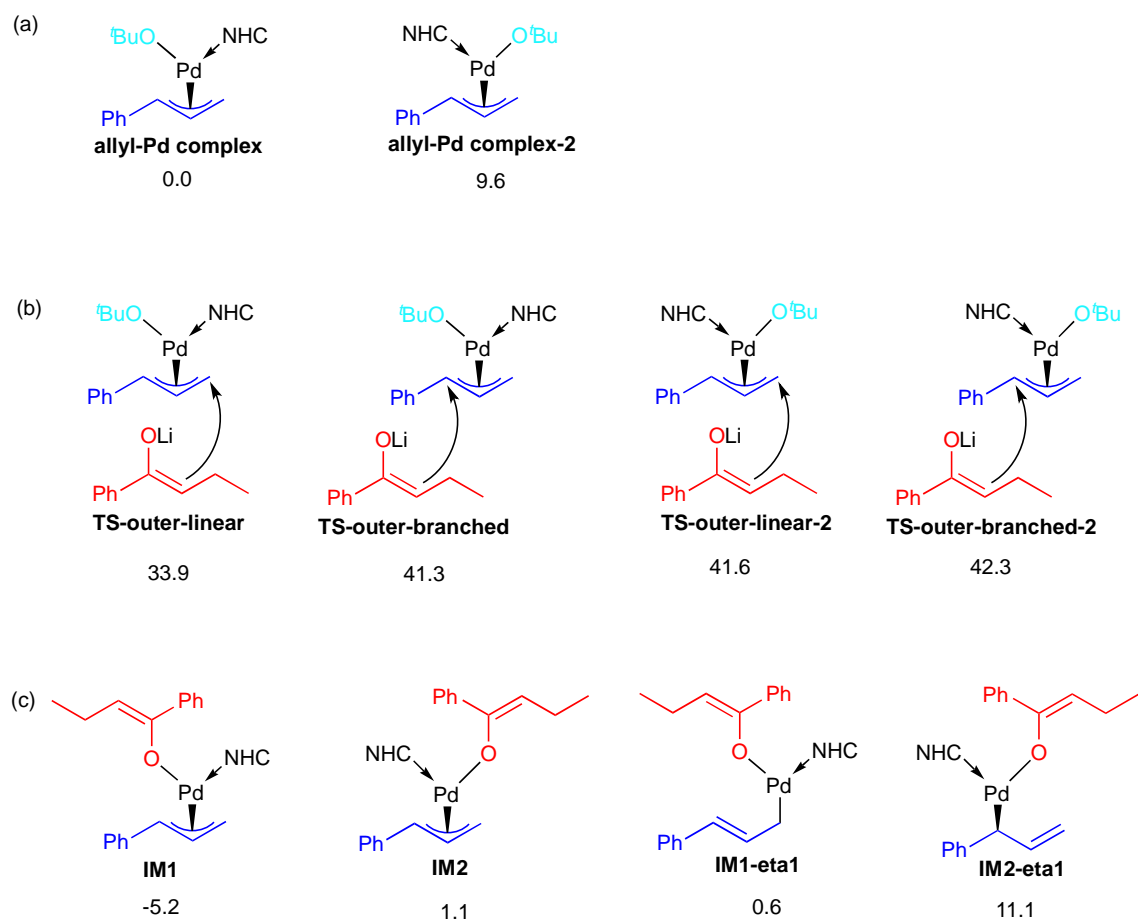 (a)
ᵗBuO NHC NHC OᵗBu
Pd Pd
Ph Ph
allyl-Pd complex allyl-Pd complex-2
0.0 9.6
(b)
ᵗBuO NHC ᵗBuO NHC NHC OᵗBu NHC OᵗBu
Pd Pd Pd Pd
Ph Ph Ph Ph
OLi OLi OLi OLi
Ph Ph Ph Ph
TS-outer-linear TS-outer-branched TS-outer-linear-2 TS-outer-branched-2
33.9 41.3 41.6 42.3
(c)
Ph Ph Ph Ph
O NHC NHC O O NHC NHC O
Pd Pd Pd Pd
Ph Ph Ph Ph
IM1 IM2 IM1-eta1 IM2-eta1
-5.2 1.1 0.6 11.1